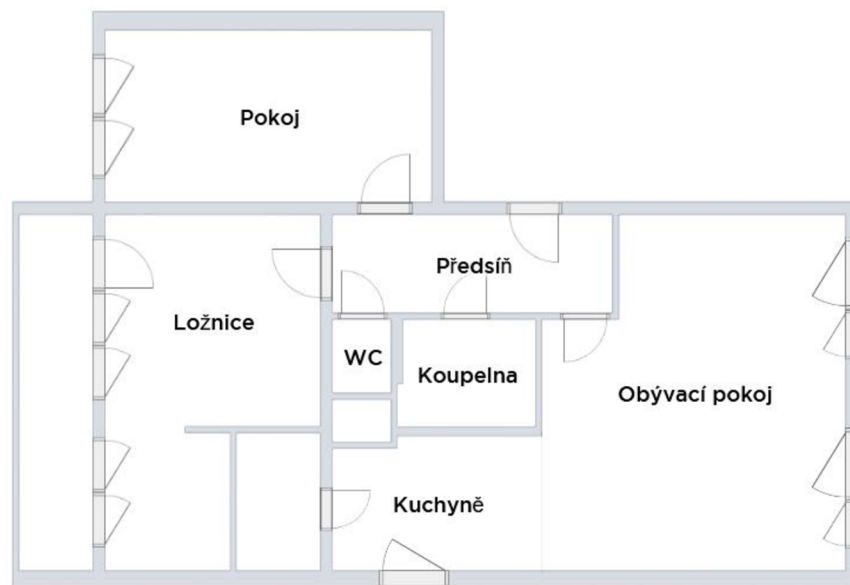 Pokoj
Předsíň
Ložnice
WC
Koupelna
Obývací pokoj
Kuchyně